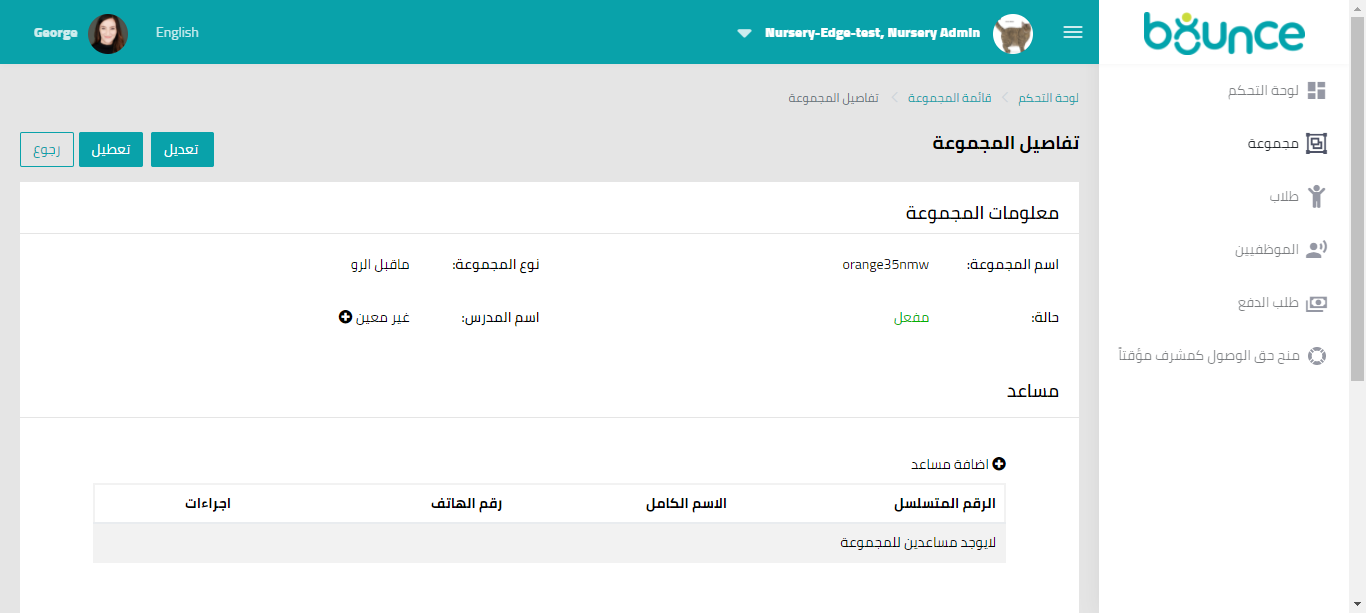 bounce
Nursery-Edge-test, Nursery Admin
English
George
لوحة التحكم
مجموعة
طلاب
الموظفيين
طلب الدفع
منح حق الوصول كمشرف مؤقتاً
لوحة التحكم > قائمة المجموعة > تفاصيل المجموعة
تفاصيل المجموعة
تعديل
تعطيل
رجوع
معلومات المجموعة
اسم المجموعة: orange35nmw نوع المجموعة: ماقبل الرو
حالة: مفعل اسم المدرس: غير معين
مساعد
اضافة مساعد
الرقم المتسلسل الاسم الكامل رقم الهاتف اجراءات
لايوجد مساعدين للمجموعة